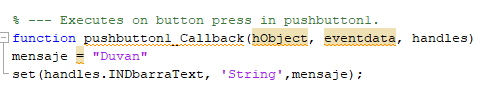 % --- Executes on button press in pushbutton1.
function pushbutton1_Callback(hObject, eventdata, handles)
mensaje = "Duvan"
set(handles.INDbarraText, 'String',mensaje);